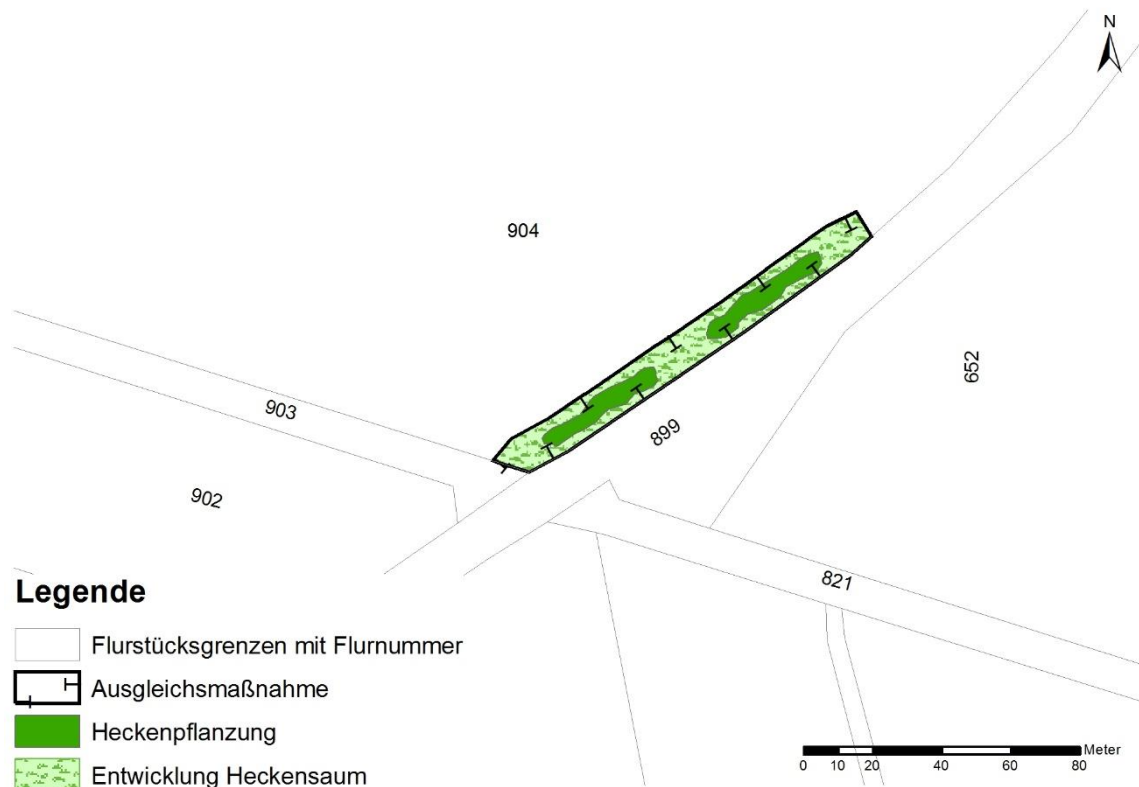 N
904
652
903
899
902
821
Legende
Flurstücksgrenzen mit Flurnummer
Ausgleichsmaßnahme
Heckenpflanzung
Entwicklung Heckensaum
Meter
0 10 20 40 60 80